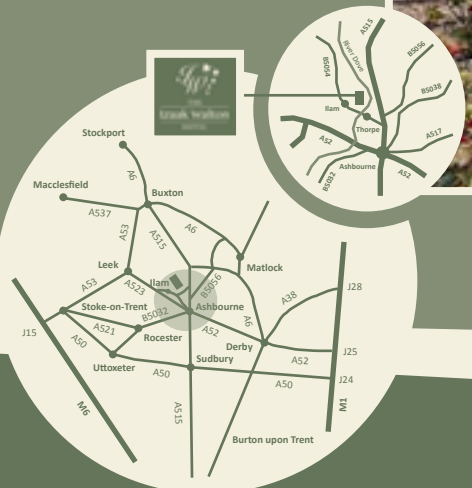 THE
Izaak Walton
HOTEL
A515
River Dove
B5056
B5054
B5038
Ilam
Thorpe
A517
A52
Ashbourne
A52
B5032
Stockport
A6
Macclesfield
Buxton
A537
A53
A515
A6
Leek
Matlock
A53
A523
Ilam
B5056
J28
Stoke-on-Trent
Ashbourne
A38
B5032
A6
J15
A521
A52
Rocester
A50
Derby
J25
Sudbury
A52
Uttoxeter
A50
J24
A50
M6
A515
M1
Burton upon Trent